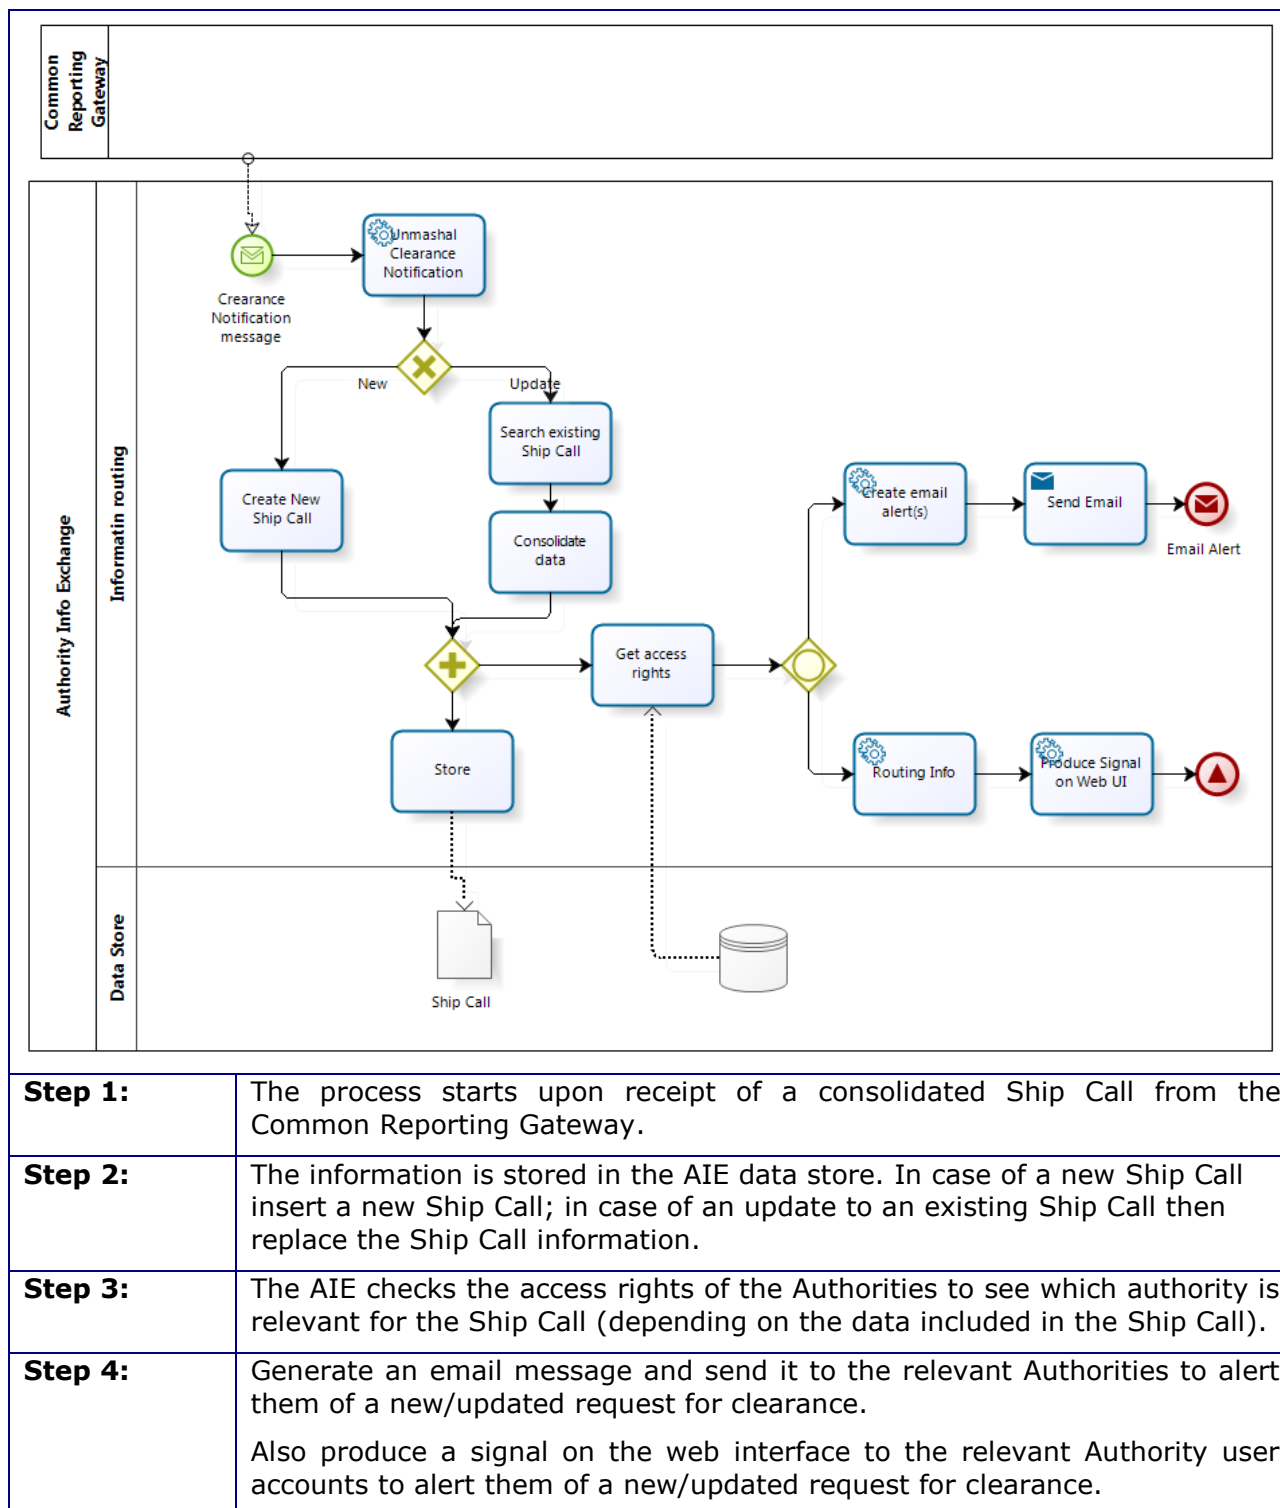 Common
Reporting
Gateway
Authority Info Exchange
Informatin routing
Crearance
Notification
message
Unmashal
Clearance
Notification
New
Update
Search existing
Ship Call
Create New
Ship Call
Consolidate
data
Create email
alert(s)
Send Email
Email Alert
Get access
rights
Store
Routing Info
Produce Signal
on Web UI
Data Store
Ship Call
Step 1:
The process starts upon receipt of a consolidated Ship Call from the
Common Reporting Gateway.
Step 2:
The information is stored in the AIE data store. In case of a new Ship Call
insert a new Ship Call; in case of an update to an existing Ship Call then
replace the Ship Call information.
Step 3:
The AIE checks the access rights of the Authorities to see which authority is
relevant for the Ship Call (depending on the data included in the Ship Call).
Step 4:
Generate an email message and send it to the relevant Authorities to alert
them of a new/updated request for clearance.
Also produce a signal on the web interface to the relevant Authority user
accounts to alert them of a new/updated request for clearance.